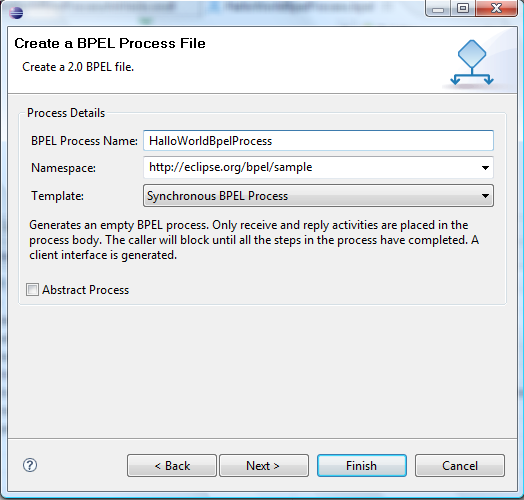 Create a BPEL Process File
Create a 2.0 BPEL file.
Process Details
BPEL Process Name: HalloWorldBpelProcess
Namespace: http://eclipse.org/bpel/sample
Template: Synchronous BPEL Process
Generates an empty BPEL process. Only receive and reply activities are placed in the
process body. The caller will block until all the steps in the process have completed. A
client interface is generated.
Abstract Process
? < Back Next > Finish Cancel